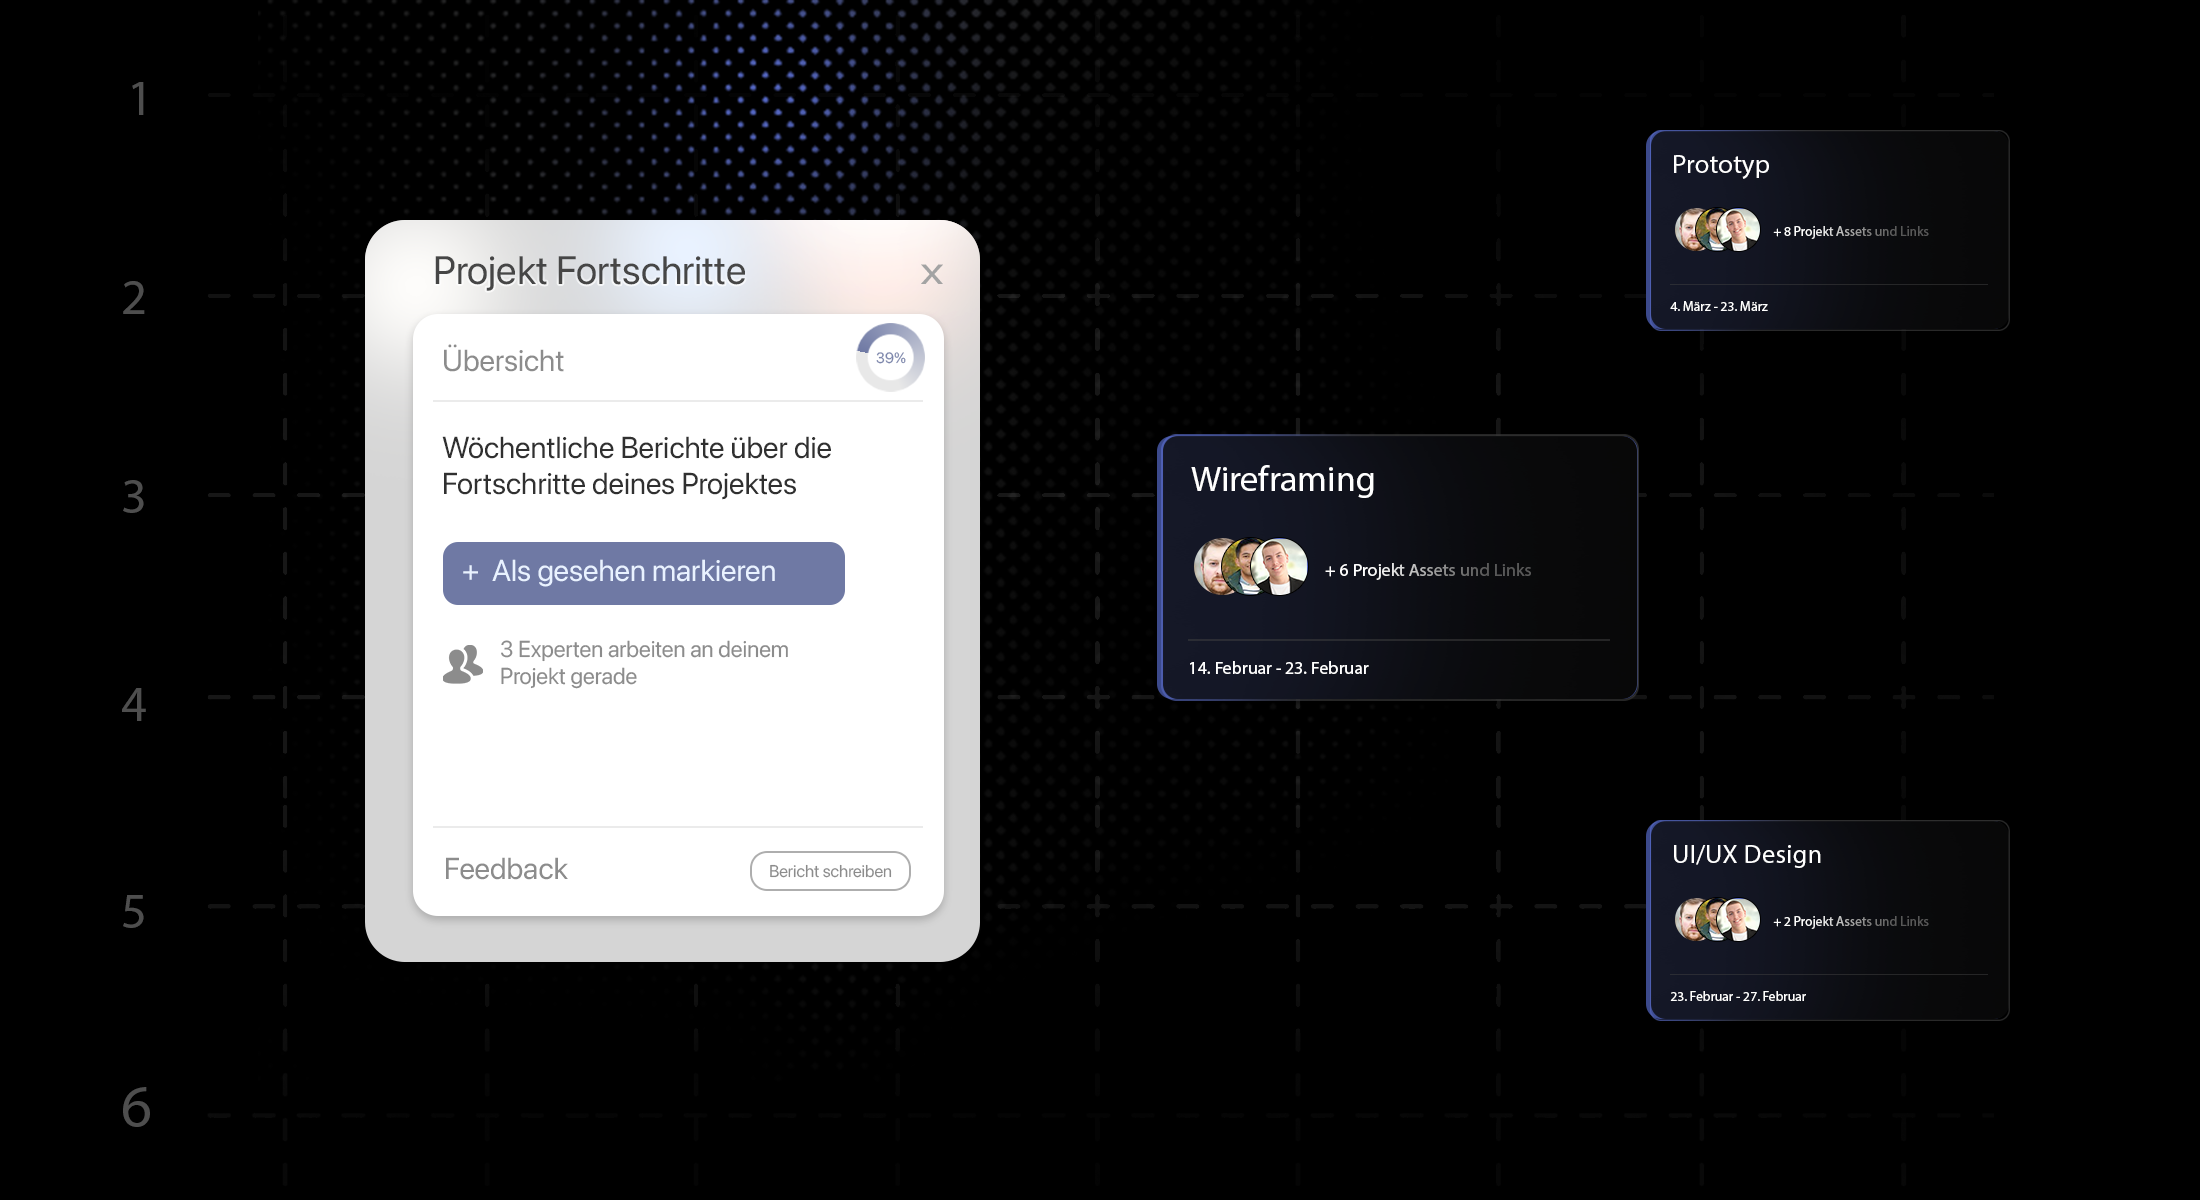 1
2
3
4
5
6
Projekt Fortschritte
X
Übersicht
39%
Wöchentliche Berichte über die
Fortschritte deines Projektes
+ Als gesehen markieren
3 Experten arbeiten an deinem
Projekt gerade
Feedback
Bericht schreiben
Wireframing
+ 6 Projekt Assets und Links
14. Februar - 23. Februar
Prototyp
+ 8 Projekt Assets und Links
4. März - 23. März
UI/UX Design
+ 2 Projekt Assets und Links
23. Februar - 27. Februar